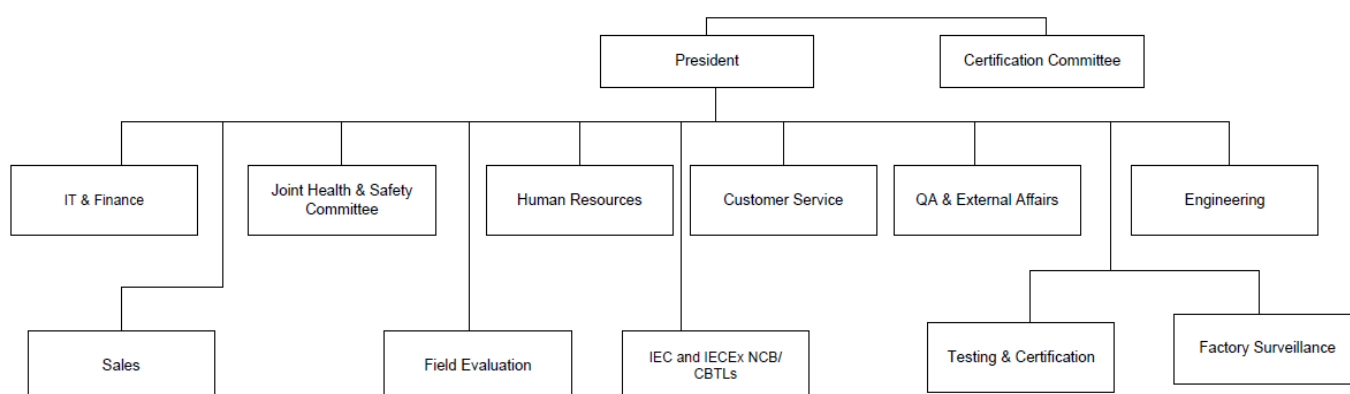 President
Certification Committee
IT & Finance
Joint Health & Safety
Committee
Human Resources
Customer Service
QA & External Affairs
Engineering
Sales
Field Evaluation
IEC and IECEx NCB/
CBTLs
Testing & Certification
Factory Surveillance